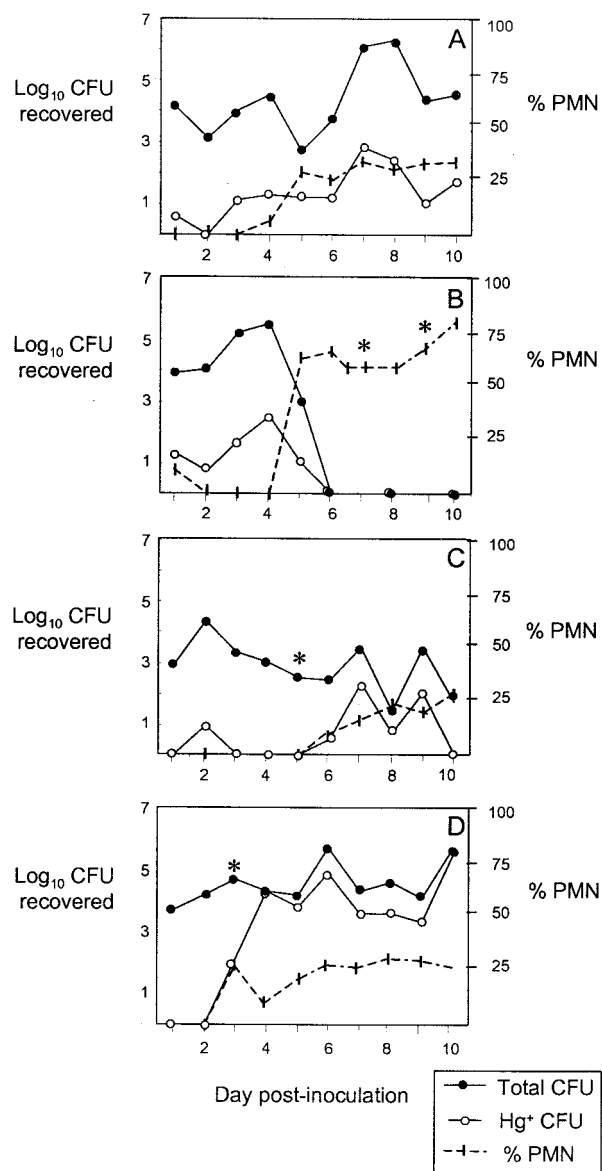 7
100
A
Log₁₀ CFU
recovered
5
75
% PMN
3
50
1
25
2 4 6 8 10
7
100
B
Log₁₀ CFU
recovered
5
*
*
75
% PMN
3
50
1
25
2 4 6 8 10
7
100
C
Log₁₀ CFU
recovered
5
75
% PMN
3
*
50
1
25
2 4 6 8 10
7
100
D
Log₁₀ CFU
recovered
5
*
75
% PMN
3
50
1
25
2 4 6 8 10
Day post-inoculation
Total CFU
Hg⁺ CFU
% PMN